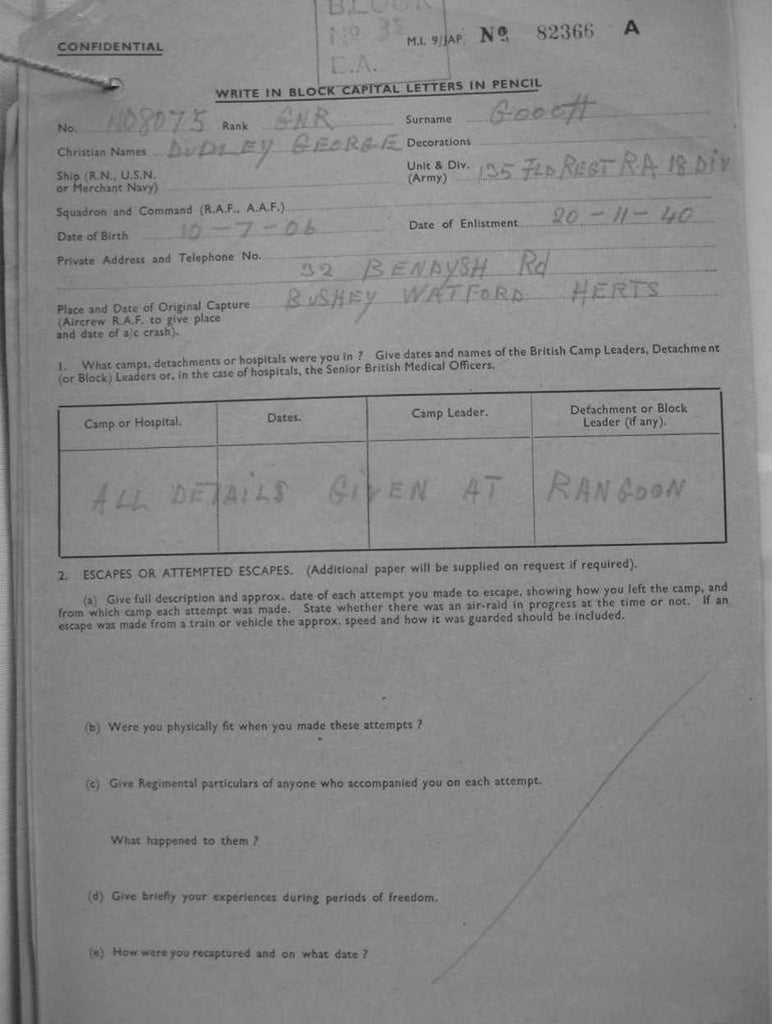 BLOCK
CONFIDENTIAL No 38 M.I. 9/JAP. No. 82366 A
WRITE IN BLOCK CAPITAL LETTERS IN PENCIL
No. 1108075 Rank GNR Surname GOOCH
Christian Names DUDLEY GEORGE Decorations
Ship (R.N., U.S.N. or Merchant Navy) Unit & Div. (Army) 135 FLD REGT R.A 18 DIV
Squadron and Command (R.A.F., A.A.F.)
Date of Birth 10-7-06 Date of Enlistment 20-11-40
Private Address and Telephone No. 32 BENDYSH Rd
BUSHEY WATFORD HERTS
Place and Date of Original Capture
(Aircrew R.A.F. to give place
and date of a/c crash).
1. What camps, detachments or hospitals were you in ? Give dates and names of the British Camp Leaders, Detachment
(or Block) Leaders or, in the case of hospitals, the Senior British Medical Officers.
Camp or Hospital. Dates. Camp Leader. Detachment or Block Leader (if any).
ALL DETAILS GIVEN AT RANGOON
2. ESCAPES OR ATTEMPTED ESCAPES. (Additional paper will be supplied on request if required).
(a) Give full description and approx. date of each attempt you made to escape, showing how you left the camp, and
from which camp each attempt was made. State whether there was an air-raid in progress at the time or not. If an
escape was made from a train or vehicle the approx. speed and how it was guarded should be included.
(b) Were you physically fit when you made these attempts ?
(c) Give Regimental particulars of anyone who accompanied you on each attempt.
What happened to them ?
(d) Give briefly your experiences during periods of freedom.
(e) How were you recaptured and on what date ?